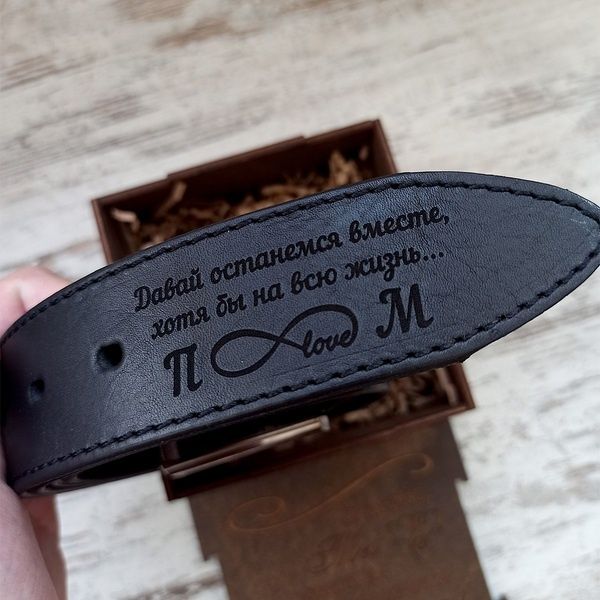 Давай останемся вместе,
хотя бы на всю жизнь...
П love М